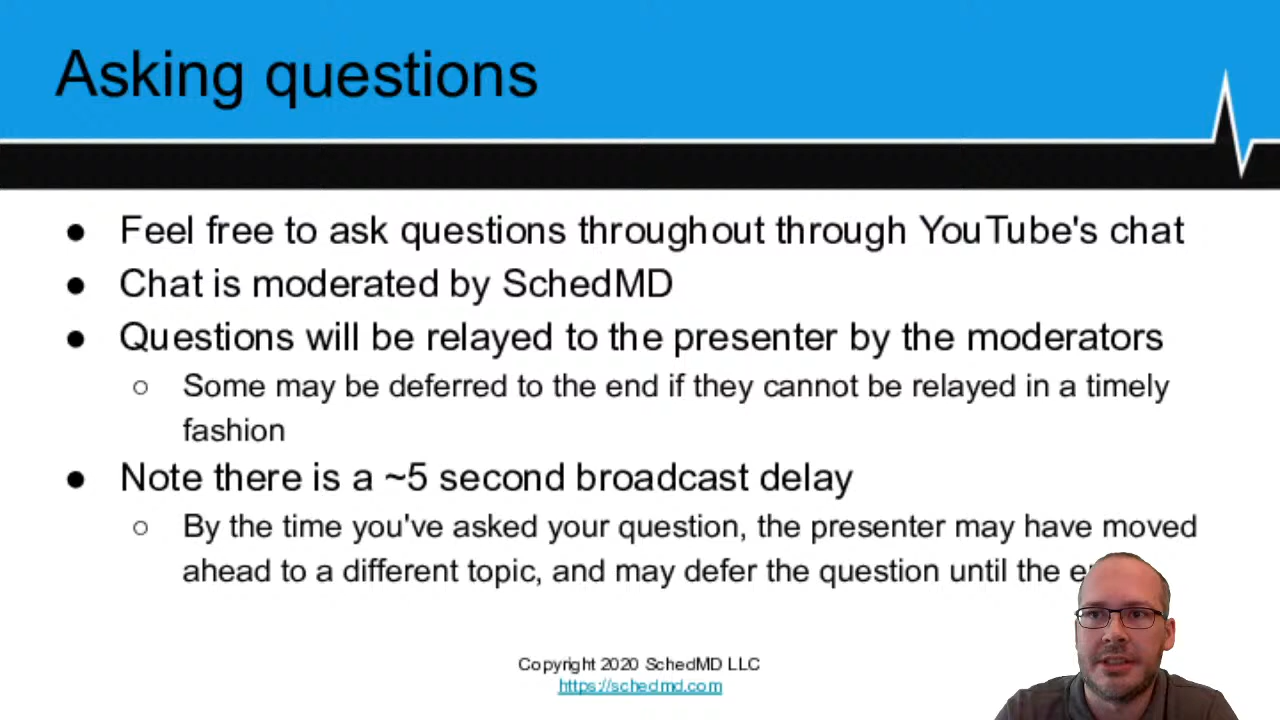 Asking questions
● Feel free to ask questions throughout through YouTube's chat
● Chat is moderated by SchedMD
● Questions will be relayed to the presenter by the moderators
○ Some may be deferred to the end if they cannot be relayed in a timely
fashion
● Note there is a ~5 second broadcast delay
○ By the time you've asked your question, the presenter may have moved
ahead to a different topic, and may defer the question until the
Copyright 2020 SchedMD LLC
https://schedmd.com